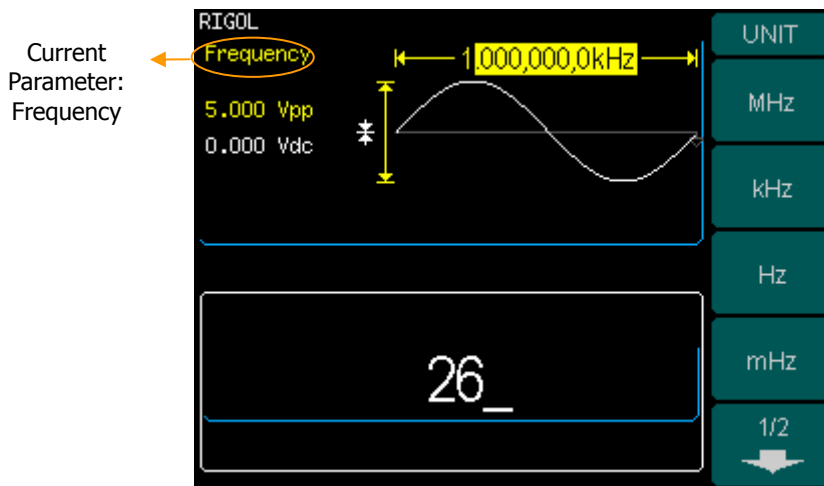 Current
Parameter:
Frequency
RIGOL
Frequency
1,000,000,0kHz
5.000 Vpp
0.000 Vdc
26_
UNIT
MHz
kHz
Hz
mHz
1/2